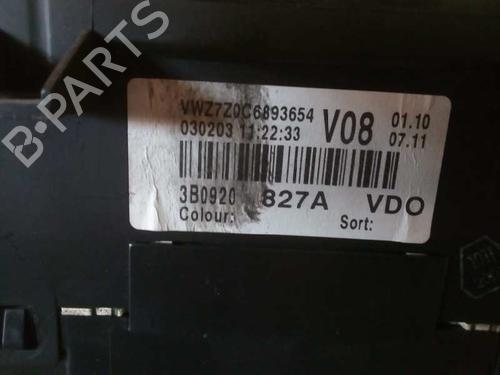 VWZ7Z0C6893654
030203 11:22:33
V08
01.10
07.11
3B0920 827A VDO
Colour:
Sort:
B-PARTS